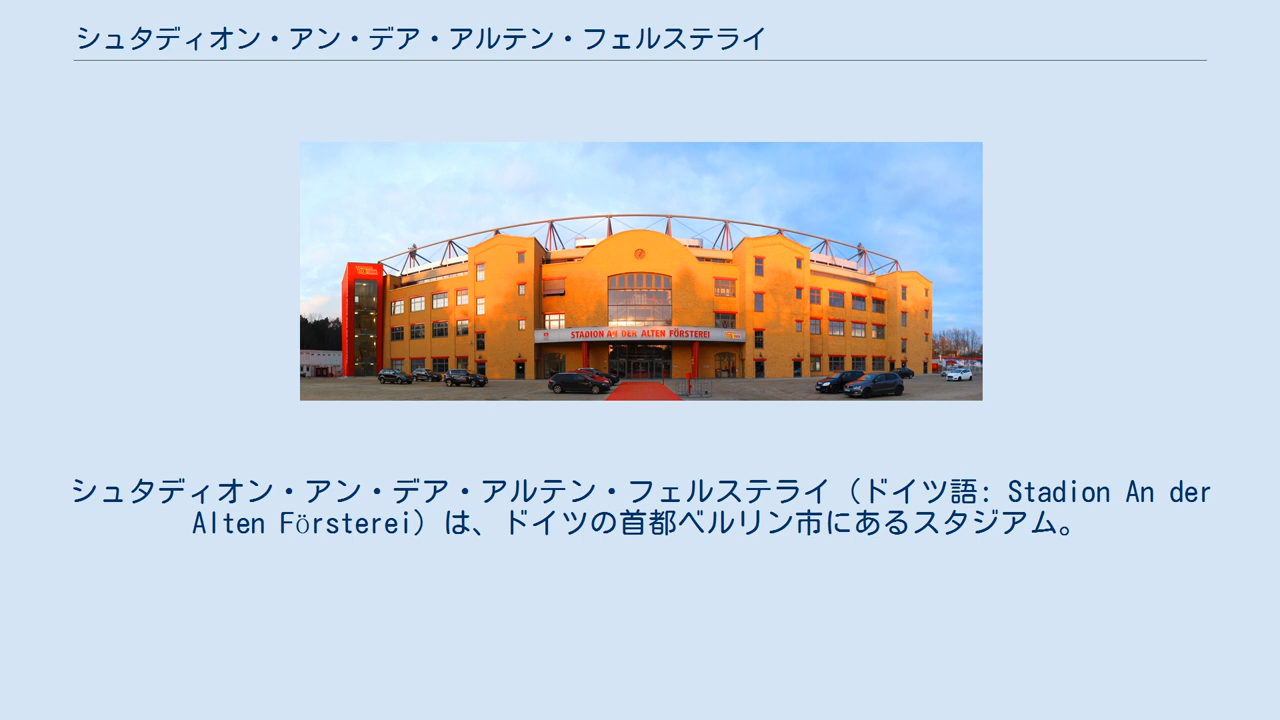 シュタディオン・アン・デア・アルテン・フェルステライ
STADION AN DER ALTEN FÖRSTEREI
シュタディオン・アン・デア・アルテン・フェルステライ（ドイツ語: Stadion An der
Alten Försterei）は、ドイツの首都ベルリン市にあるスタジアム。